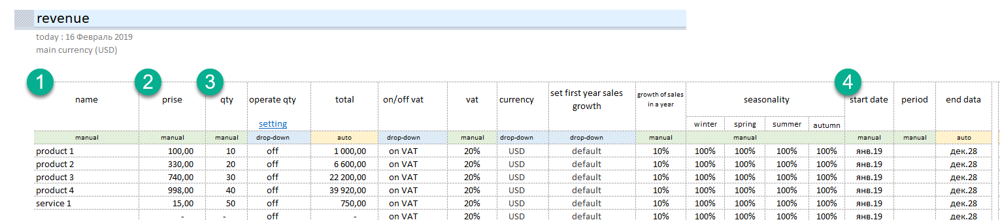 revenue
today : 16 Февраль 2019
main currency (USD)
1 2 3 4
name prise qty operate qty total on/off vat vat currency set first year sales growth growth of sales in a year seasonality start date period end data
setting winter spring summer autumn
manual manual manual drop-down auto drop-down manual drop-down drop-down manual manual manual manual auto
product 1 100,00 10 off 1 000,00 on VAT 20% USD default 10% 100% 100% 100% 100% янв.19 дек.28
product 2 330,00 20 off 6 600,00 on VAT 20% USD default 10% 100% 100% 100% 100% янв.19 дек.28
product 3 740,00 30 off 22 200,00 on VAT 20% USD default 10% 100% 100% 100% 100% янв.19 дек.28
product 4 998,00 40 off 39 920,00 on VAT 20% USD default 10% 100% 100% 100% 100% янв.19 дек.28
service 1 15,00 50 off 750,00 on VAT 20% USD default 10% 100% 100% 100% 100% янв.19 дек.28
- - off - on VAT 20% USD default 10% 100% 100% 100% 100% янв.19 дек.28